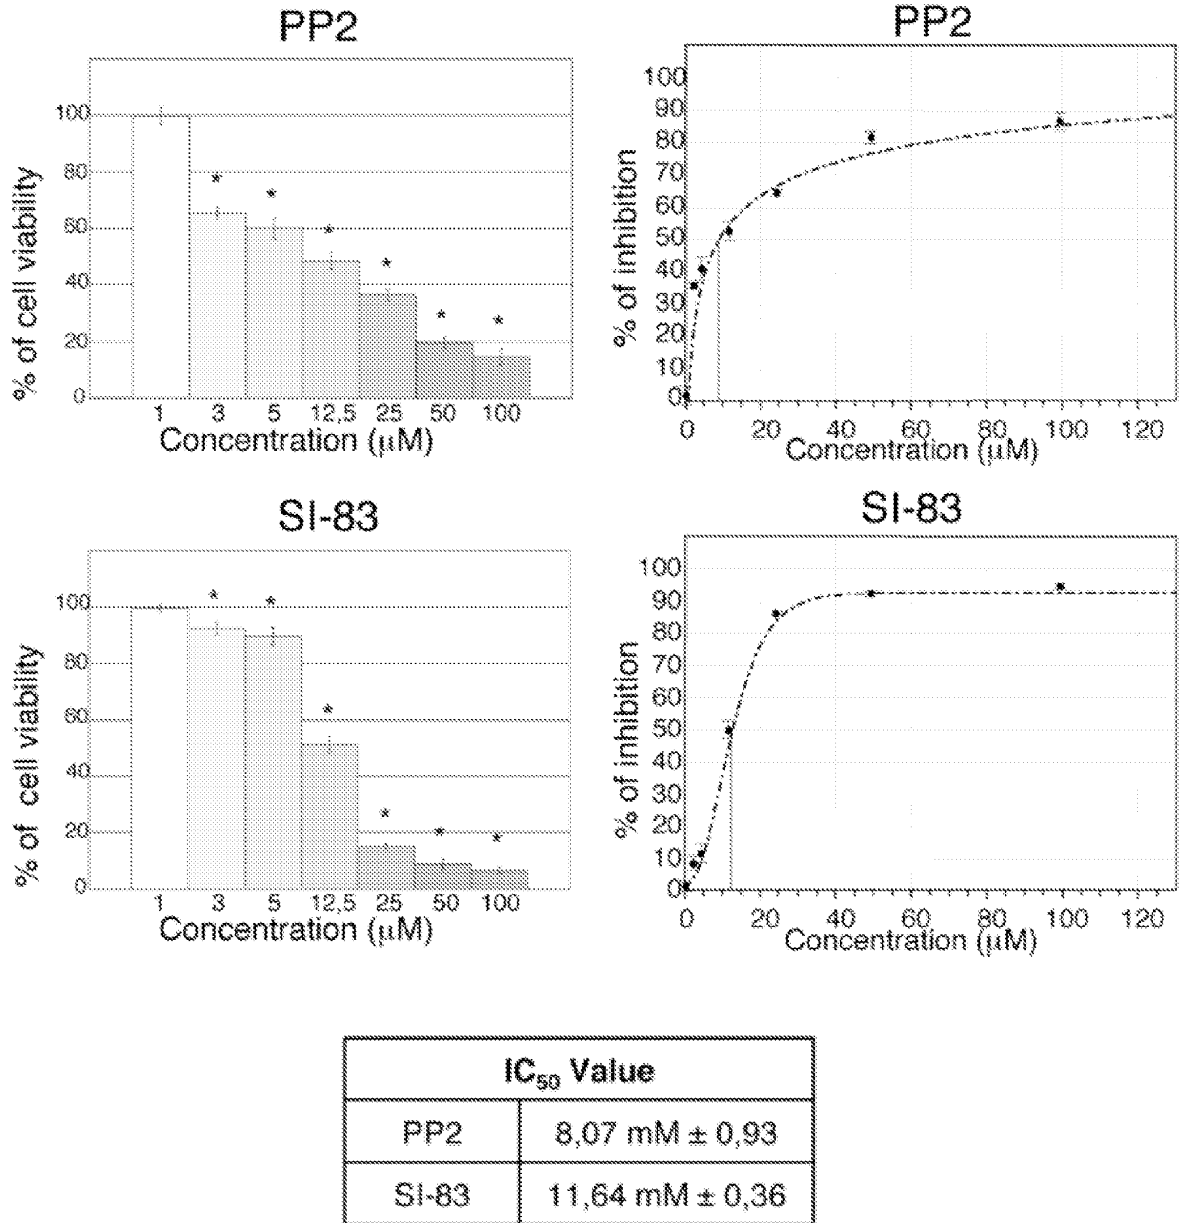 PP2
% of cell viability
100
80
60
40
20
0
* * * * * *
1 3 5 12,5 25 50 100
Concentration (μM)
PP2
% of inhibition
100
90
80
70
60
50
40
30
20
10
0
0 20 40 60 80 100 120
Concentration (μM)
SI-83
% of cell viability
100
80
60
40
20
0
* * * * * *
1 3 5 12,5 25 50 100
Concentration (μM)
SI-83
% of inhibition
100
90
80
70
60
50
40
30
20
10
0
0 20 40 60 80 100 120
Concentration (μM)
IC₅₀ Value
PP2 8,07 mM ± 0,93
SI-83 11,64 mM ± 0,36